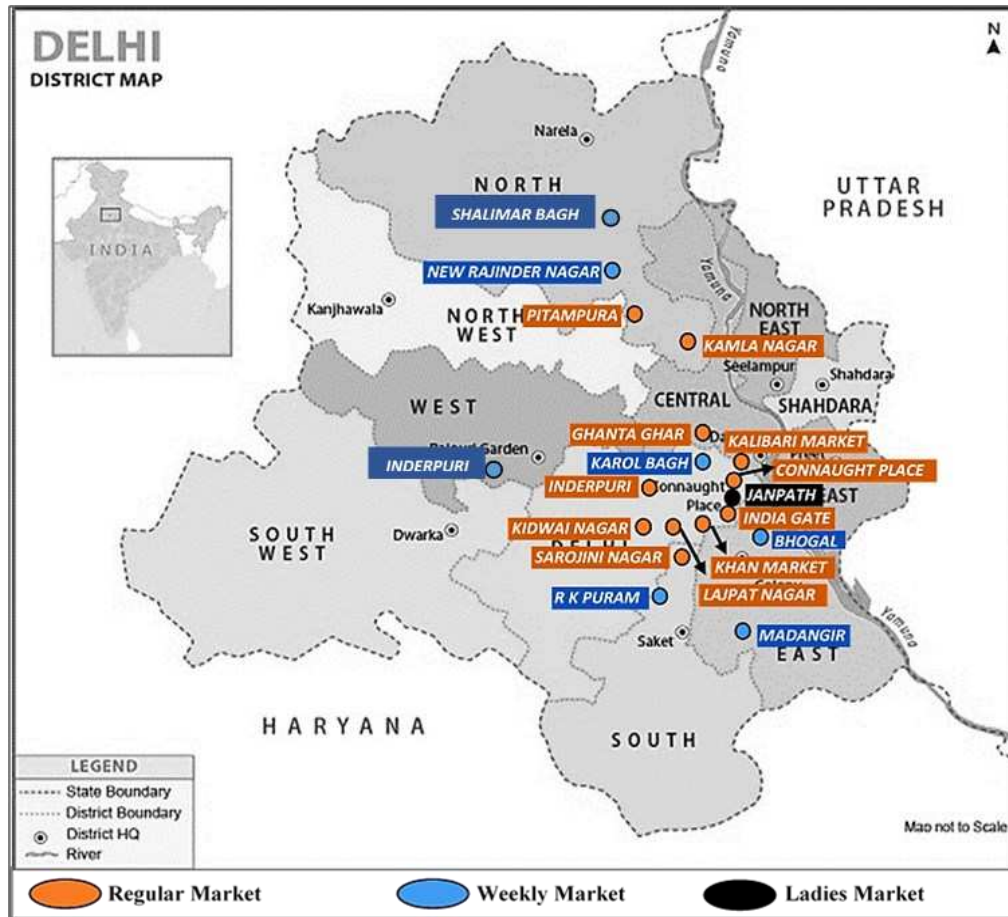 DELHI
DISTRICT MAP
N
Yamuna
Narela
NORTH
UTTAR
PRADESH
SHALIMAR BAGH
INDIA
NEW RAJINDER NAGAR
Yamuna
Kanjhawala
NORTH
WEST
PITAMPURA
NORTH
EAST
KAMLA NAGAR
Seelampur
Shahdara
WEST
CENTRAL
SHAHDARA
GHANTA GHAR
Da
KALIBARI MARKET
Garden
INDERPURI
KAROL BAGH
CONNAUGHT PLACE
INDERPURI
Connaught
Place
JANPATH
EAST
SOUTH
WEST
Dwarka
KIDWAI NAGAR
INDIA GATE
BHOGAL
SAROJINI NAGAR
KHAN MARKET
R K PURAM
LAJPAT NAGAR
Yamuna
Saket
MADANGIR
EAST
HARYANA
SOUTH
LEGEND
State Boundary
District Boundary
District HQ
River
Map not to Scale
Regular Market
Weekly Market
Ladies Market